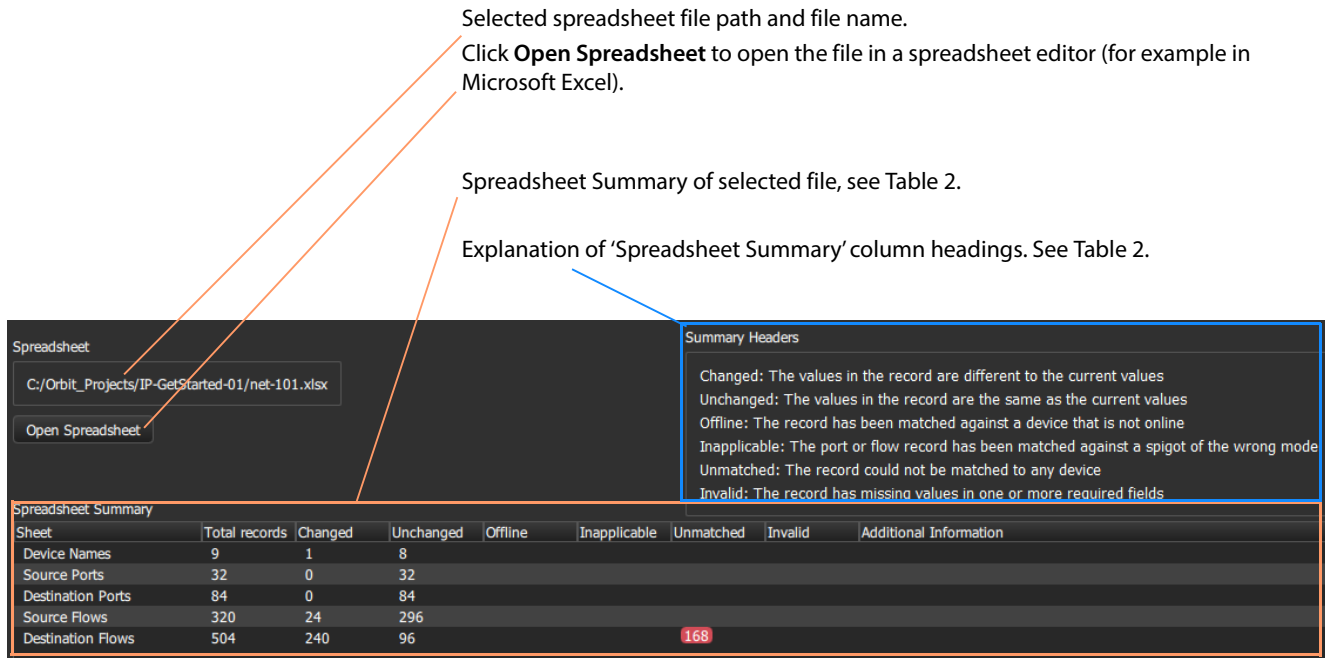 Selected spreadsheet file path and file name.
Click Open Spreadsheet to open the file in a spreadsheet editor (for example in
Microsoft Excel).
Spreadsheet Summary of selected file, see Table 2.
Explanation of ‘Spreadsheet Summary’ column headings. See Table 2.
Spreadsheet
C:/Orbit_Projects/IP-GetStarted-01/net-101.xlsx
Open Spreadsheet
Summary Headers
Changed: The values in the record are different to the current values
Unchanged: The values in the record are the same as the current values
Offline: The record has been matched against a device that is not online
Inapplicable: The port or flow record has been matched against a spigot of the wrong mode
Unmatched: The record could not be matched to any device
Invalid: The record has missing values in one or more required fields
Spreadsheet Summary
Sheet Total records Changed Unchanged Offline Inapplicable Unmatched Invalid Additional Information
Device Names 9 1 8
Source Ports 32 0 32
Destination Ports 84 0 84
Source Flows 320 24 296
Destination Flows 504 240 96 168